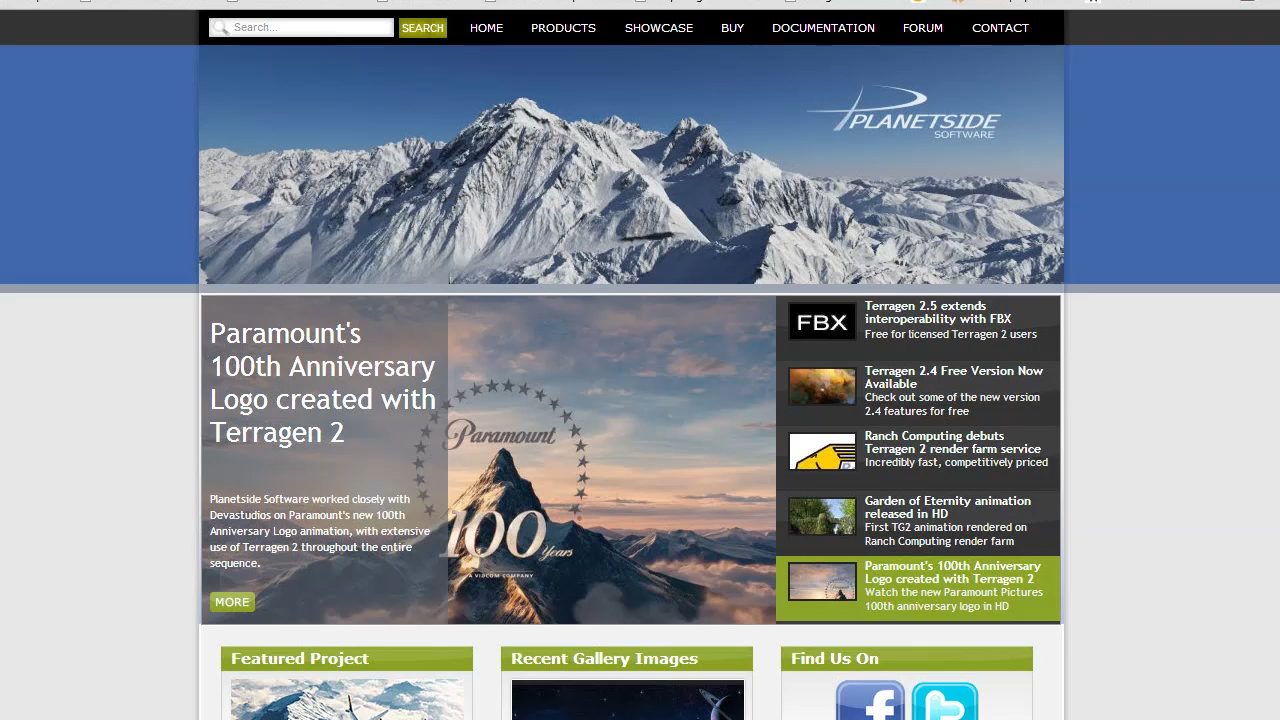 Search...
SEARCH
HOME
PRODUCTS
SHOWCASE
BUY
DOCUMENTATION
FORUM
CONTACT
PLANETSIDE
SOFTWARE
Paramount's
100th Anniversary
Logo created with
Terragen 2
Planetside Software worked closely with
Devastudios on Paramount's new 100th
Anniversary Logo animation, with extensive
use of Terragen 2 throughout the entire
sequence.
MORE
Paramount
100 Years
A VIACOM COMPANY
FBX
Terragen 2.5 extends
interoperability with FBX
Free for licensed Terragen 2 users
Terragen 2.4 Free Version Now
Available
Check out some of the new version
2.4 features for free
Ranch Computing debuts
Terragen 2 render farm service
Incredibly fast, competitively priced
Garden of Eternity animation
released in HD
First TG2 animation rendered on
Ranch Computing render farm
Paramount's 100th Anniversary
Logo created with Terragen 2
Watch the new Paramount Pictures
100th anniversary logo in HD
Featured Project
Recent Gallery Images
Find Us On